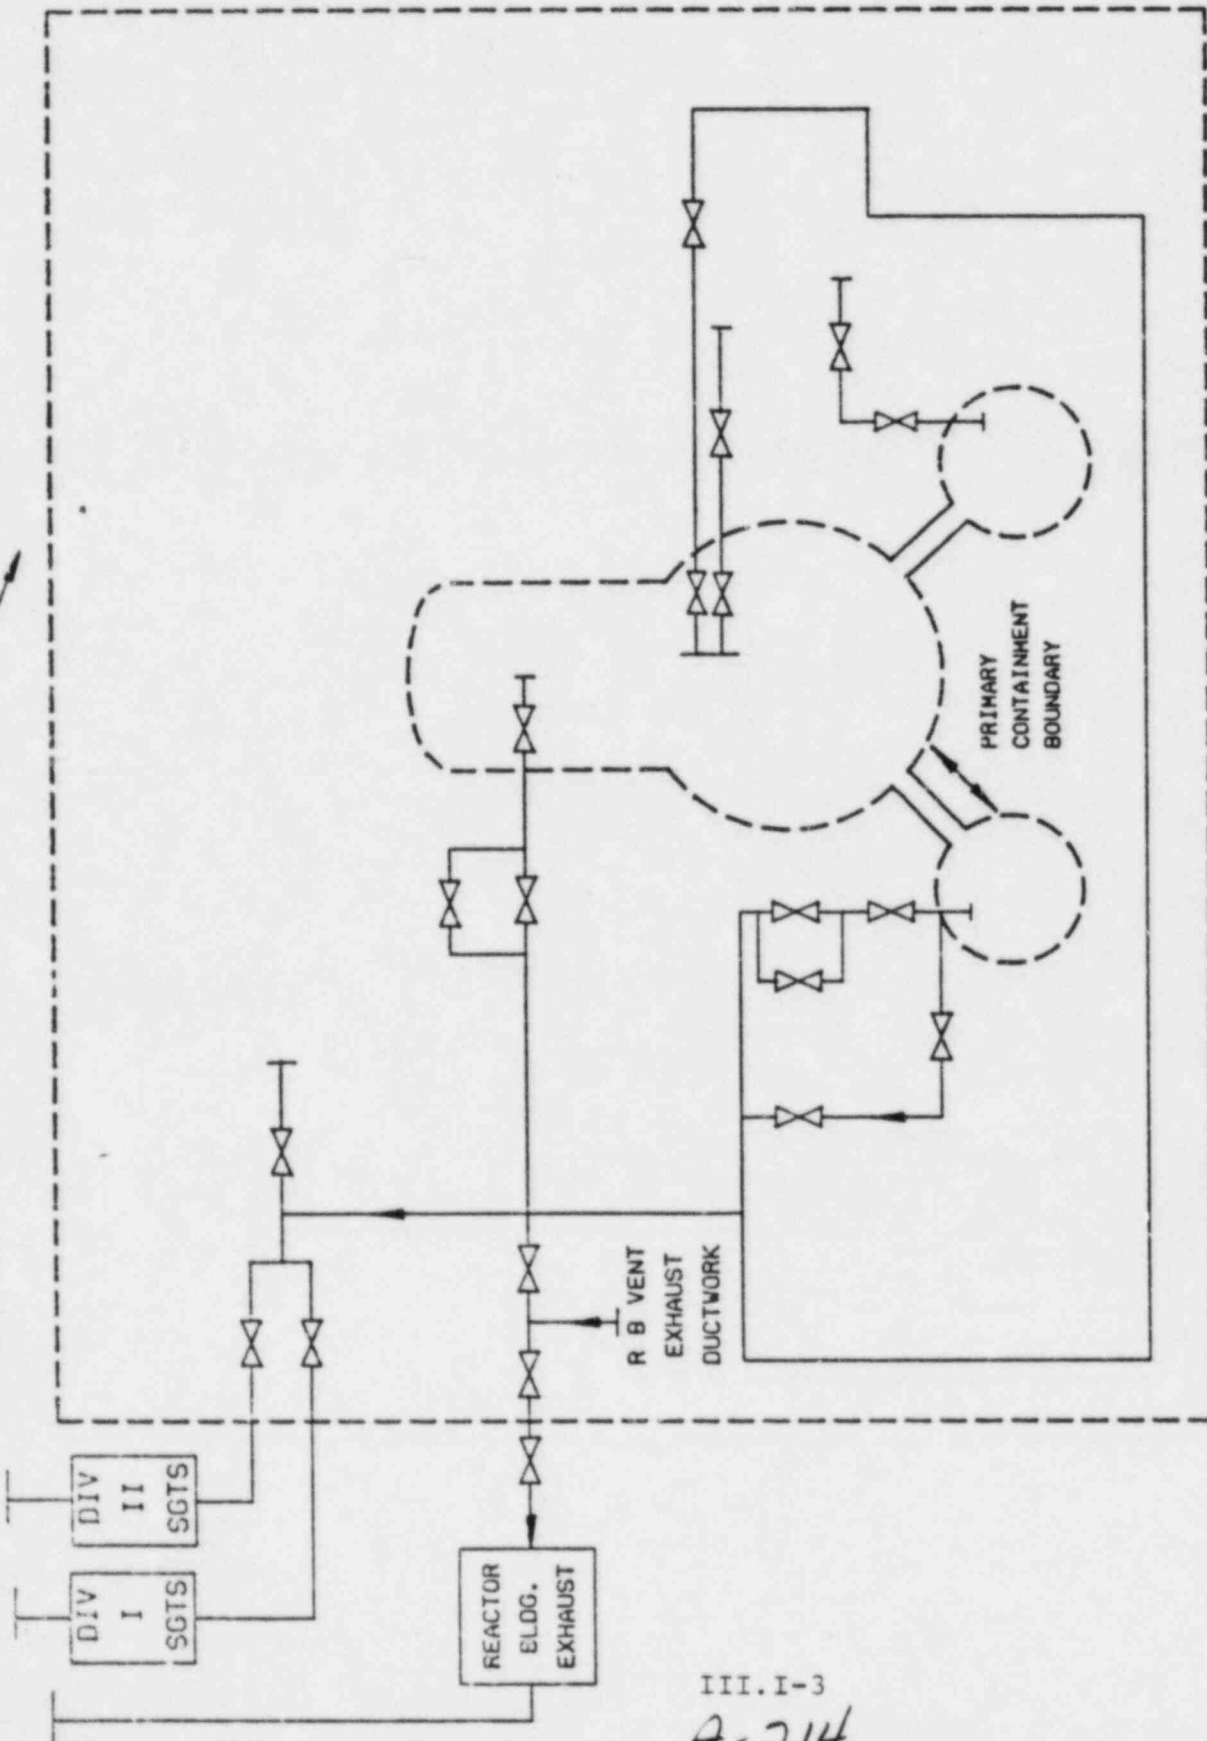 DIV
II
SGTS
DIV
I
SGTS
REACTOR
BLDG.
EXHAUST
R B VENT
EXHAUST
DUCTWORK
PRIMARY
CONTAINMENT
BOUNDARY
III.I-3